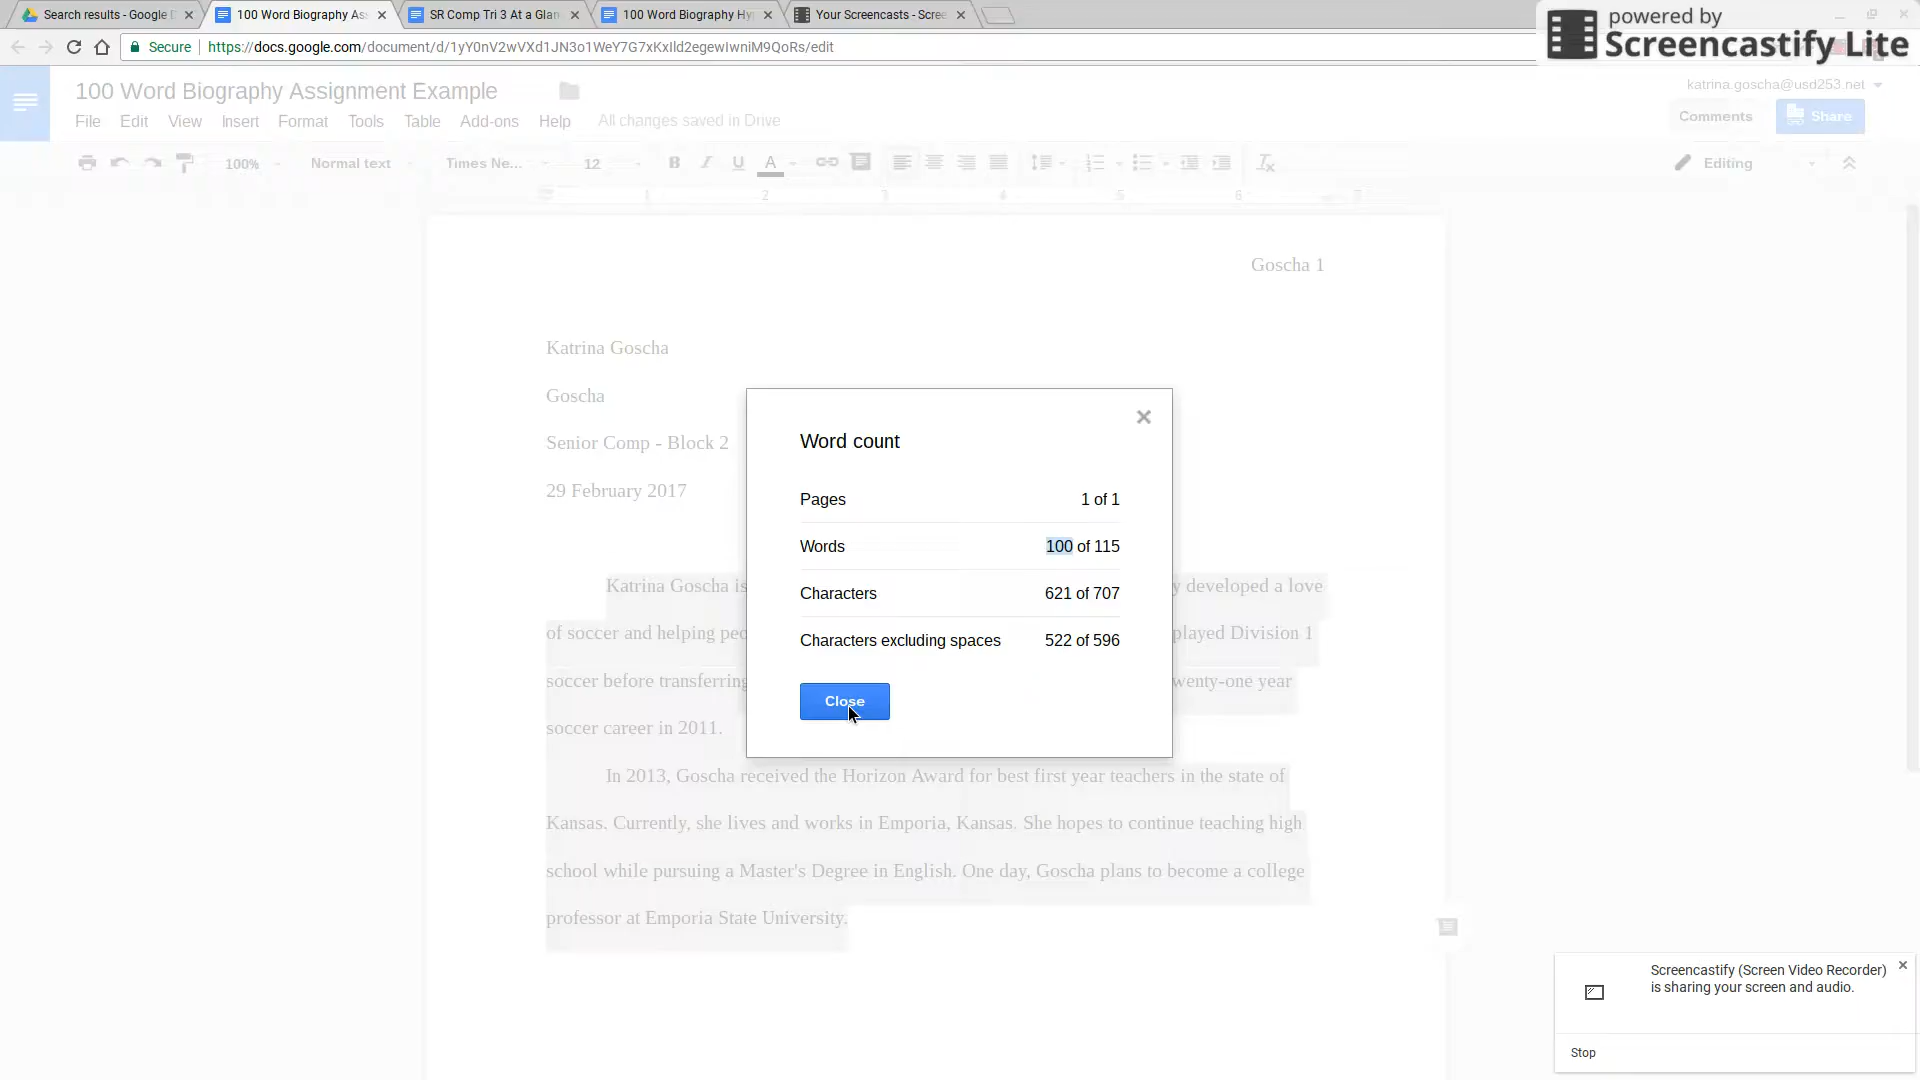 Search results - Google D
100 Word Biography As
SR Comp Tri 3 At a Glan
100 Word Biography Hy
Your Screencasts - Scree
powered by
Screencastify Lite
Secure https://docs.google.com/document/d/1yY0nV2wVXd1JN3o1WeY7G7xKxIld2egewIwniM9QoRs/edit
100 Word Biography Assignment Example
katrina.goscha@usd253.net
File Edit View Insert Format Tools Table Add-ons Help All changes saved in Drive
Comments Share
100% Normal text Times Ne... 12 B I U A Editing
1 2 3 4 5 6 7
Goscha 1
Katrina Goscha
Goscha
Senior Comp - Block 2
29 February 2017
Word count
Pages 1 of 1
Words 100 of 115
Characters 621 of 707
Characters excluding spaces 522 of 596
Close
Katrina Goscha is y developed a love
of soccer and helping played Division 1
soccer before transferring wenty-one year
soccer career in 2011.
In 2013, Goscha received the Horizon Award for best first year teachers in the state of
Kansas. Currently, she lives and works in Emporia, Kansas. She hopes to continue teaching high
school while pursuing a Master's Degree in English. One day, Goscha plans to become a college
professor at Emporia State University.
Screencastify (Screen Video Recorder)
is sharing your screen and audio.
Stop